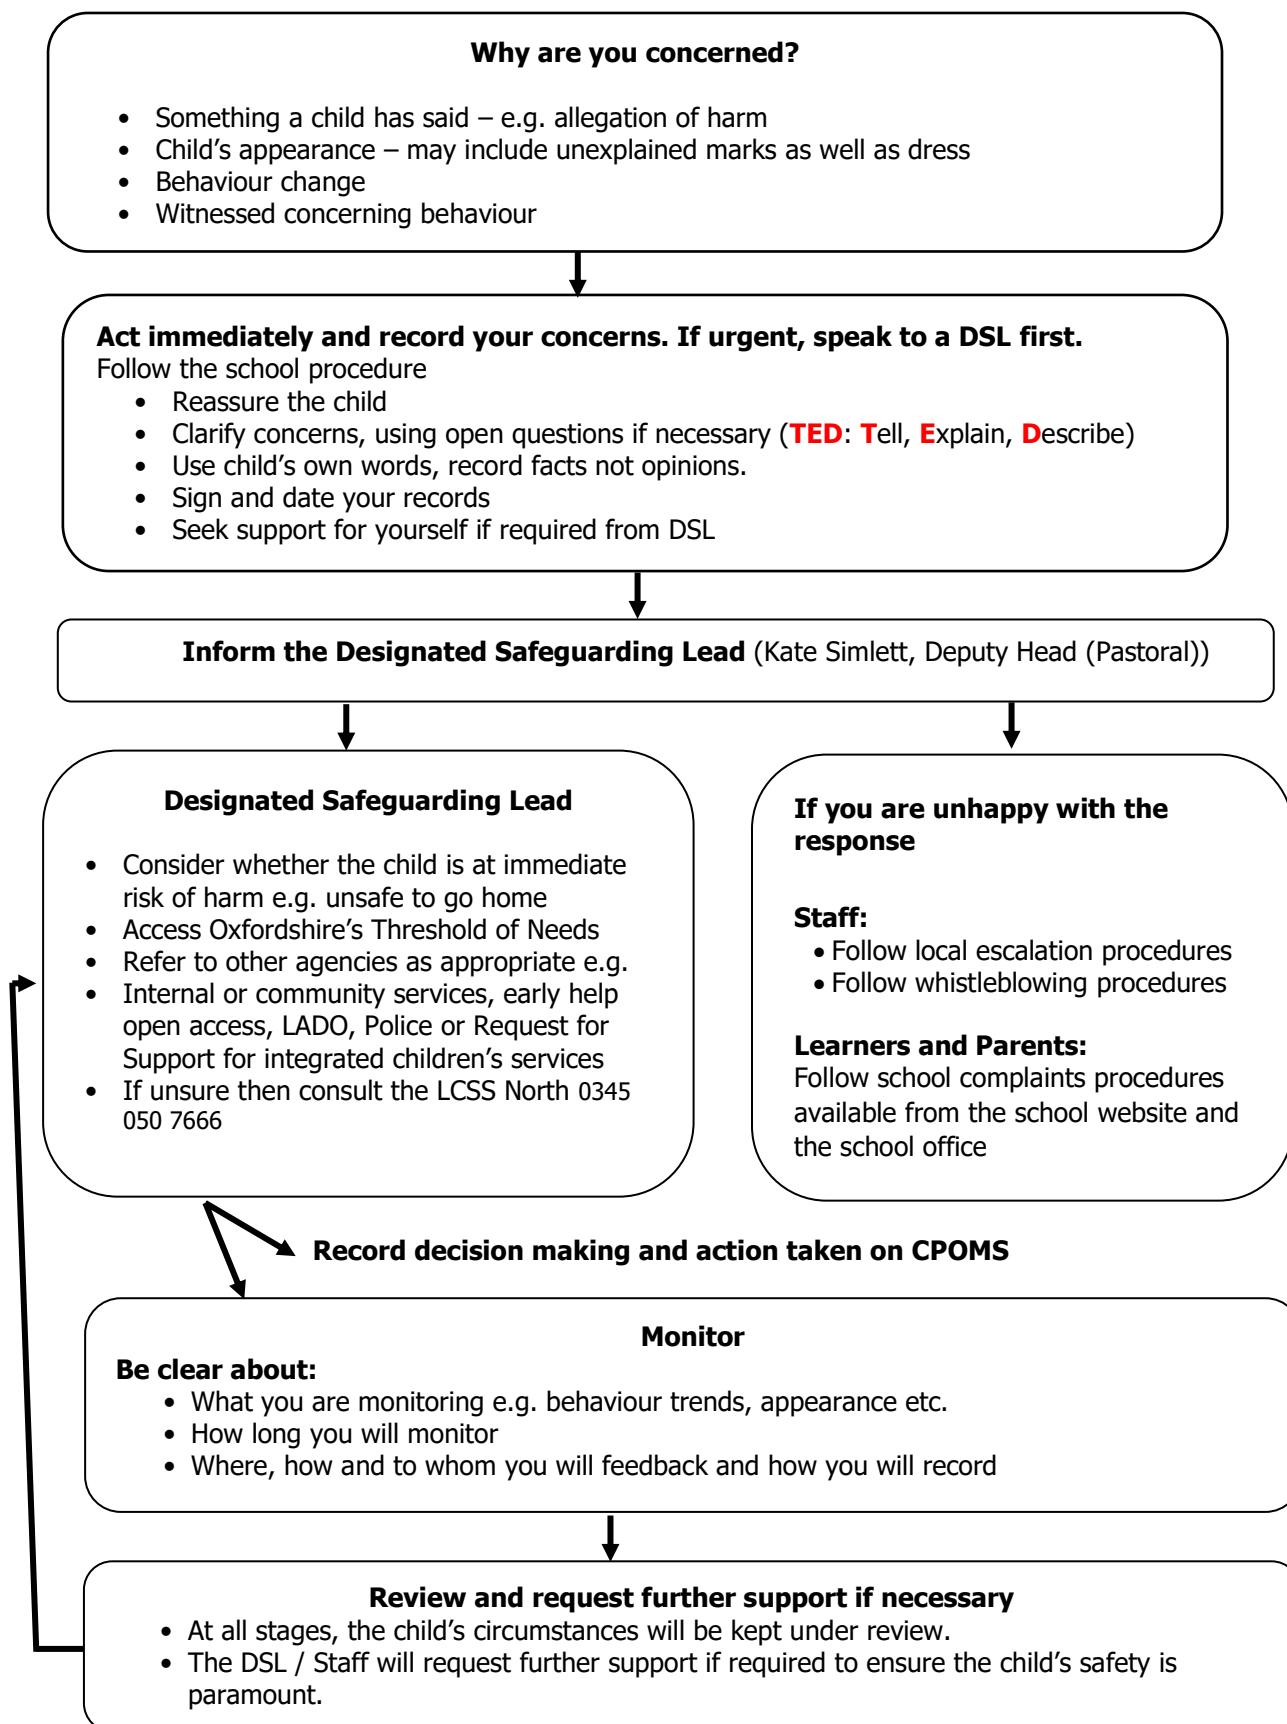 Why are you concerned?
• Something a child has said – e.g. allegation of harm
• Child's appearance – may include unexplained marks as well as dress
• Behaviour change
• Witnessed concerning behaviour
Act immediately and record your concerns. If urgent, speak to a DSL first.
Follow the school procedure
• Reassure the child
• Clarify concerns, using open questions if necessary (TED: Tell, Explain, Describe)
• Use child's own words, record facts not opinions.
• Sign and date your records
• Seek support for yourself if required from DSL
Inform the Designated Safeguarding Lead (Kate Simlett, Deputy Head (Pastoral))
Designated Safeguarding Lead
• Consider whether the child is at immediate
risk of harm e.g. unsafe to go home
• Access Oxfordshire's Threshold of Needs
• Refer to other agencies as appropriate e.g.
• Internal or community services, early help
open access, LADO, Police or Request for
Support for integrated children's services
• If unsure then consult the LCSS North 0345
050 7666
If you are unhappy with the
response
Staff:
• Follow local escalation procedures
• Follow whistleblowing procedures
Learners and Parents:
Follow school complaints procedures
available from the school website and
the school office
Record decision making and action taken on CPOMS
Monitor
Be clear about:
• What you are monitoring e.g. behaviour trends, appearance etc.
• How long you will monitor
• Where, how and to whom you will feedback and how you will record
Review and request further support if necessary
• At all stages, the child's circumstances will be kept under review.
• The DSL / Staff will request further support if required to ensure the child's safety is
paramount.